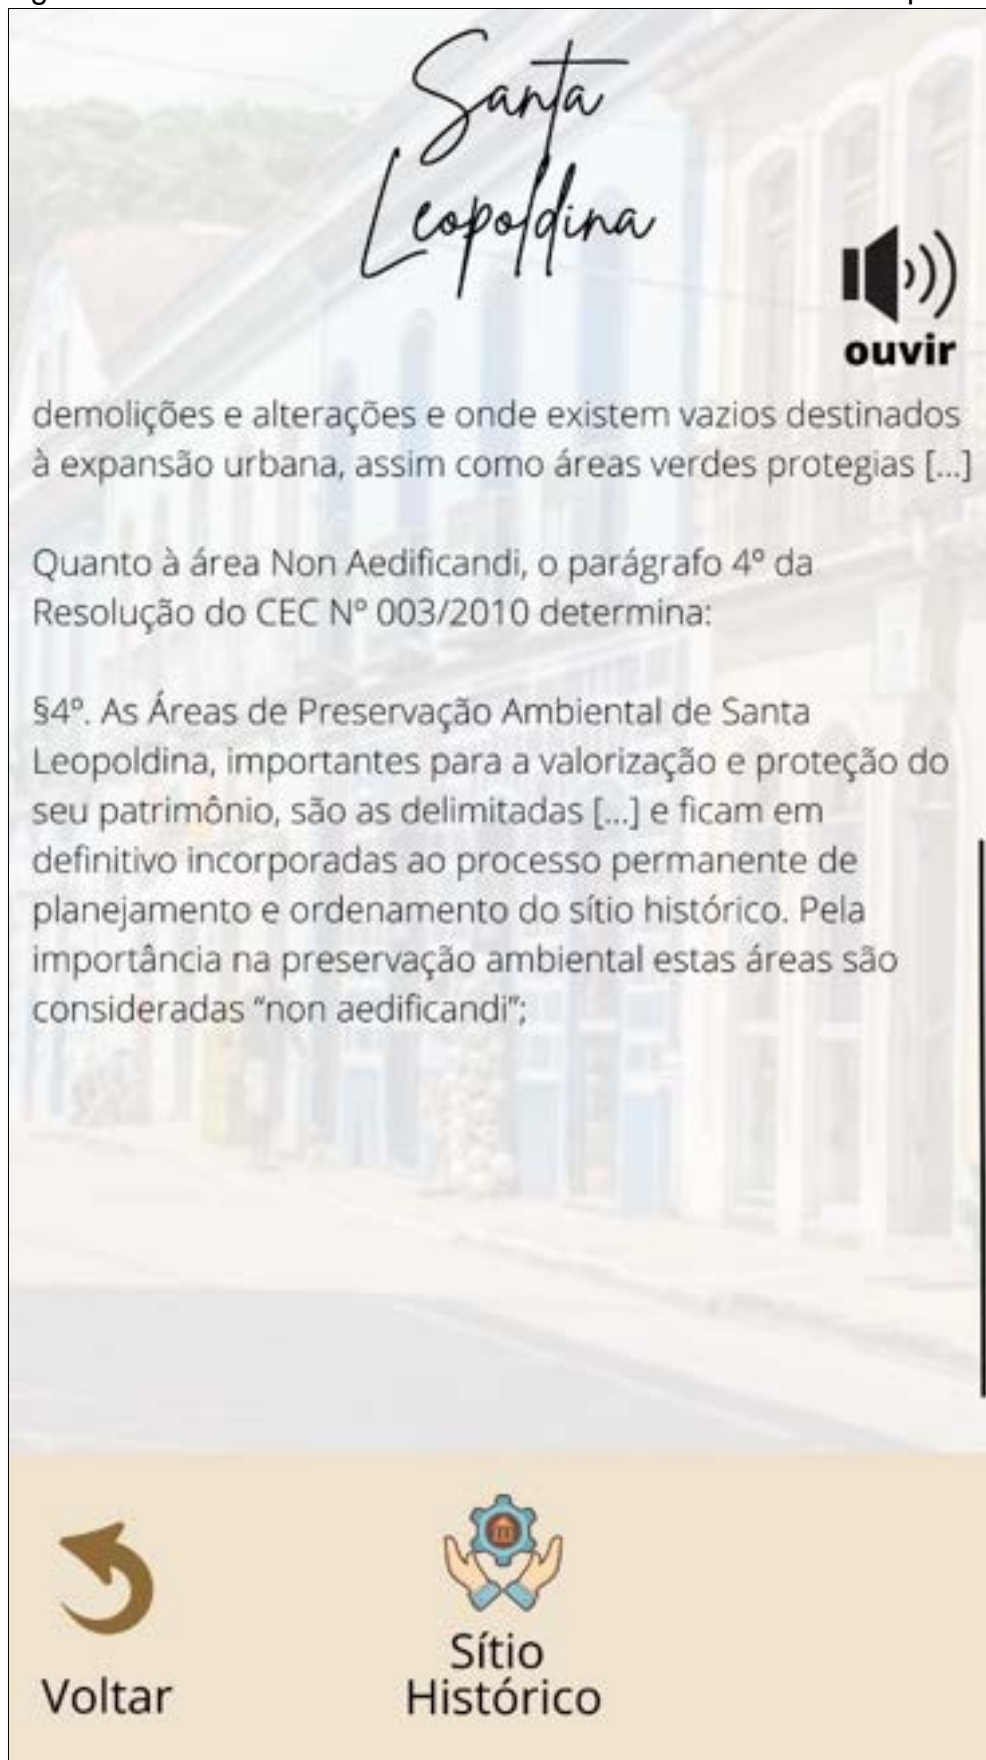 Santa
Leopoldina
ouvir
demolições e alterações e onde existem vazios destinados
à expansão urbana, assim como áreas verdes protegias [...]
Quanto à área Non Aedificandi, o parágrafo 4º da
Resolução do CEC Nº 003/2010 determina:
§4º. As Áreas de Preservação Ambiental de Santa
Leopoldina, importantes para a valorização e proteção do
seu patrimônio, são as delimitadas [...] e ficam em
definitivo incorporadas ao processo permanente de
planejamento e ordenamento do sítio histórico. Pela
importância na preservação ambiental estas áreas são
consideradas “non aedificandi”;
Sítio
Voltar Histórico